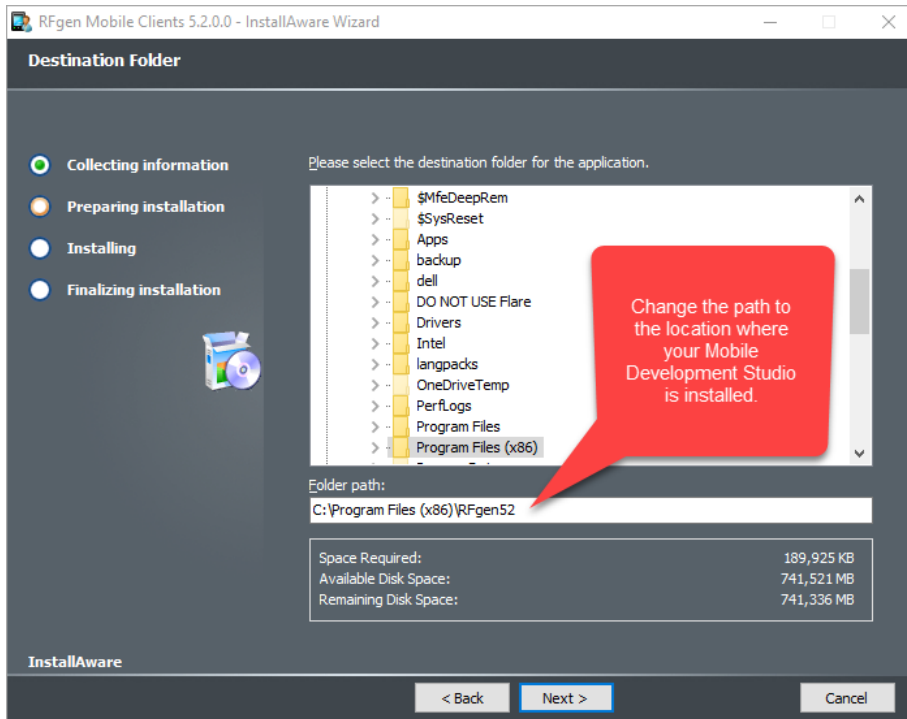 RFgen Mobile Clients 5.2.0.0 - InstallAware Wizard
Destination Folder
Collecting information
Preparing installation
Installing
Finalizing installation
Please select the destination folder for the application.
$MfeDeepRem
$SysReset
Apps
backup
dell
DO NOT USE Flare
Drivers
Intel
langpacks
OneDriveTemp
PerfLogs
Program Files
Program Files (x86)
Change the path to
the location where
your Mobile
Development Studio
is installed.
Folder path:
C:\Program Files (x86)\RFgen52
Space Required: 189,925 KB
Available Disk Space: 741,521 MB
Remaining Disk Space: 741,336 MB
InstallAware
< Back Next > Cancel